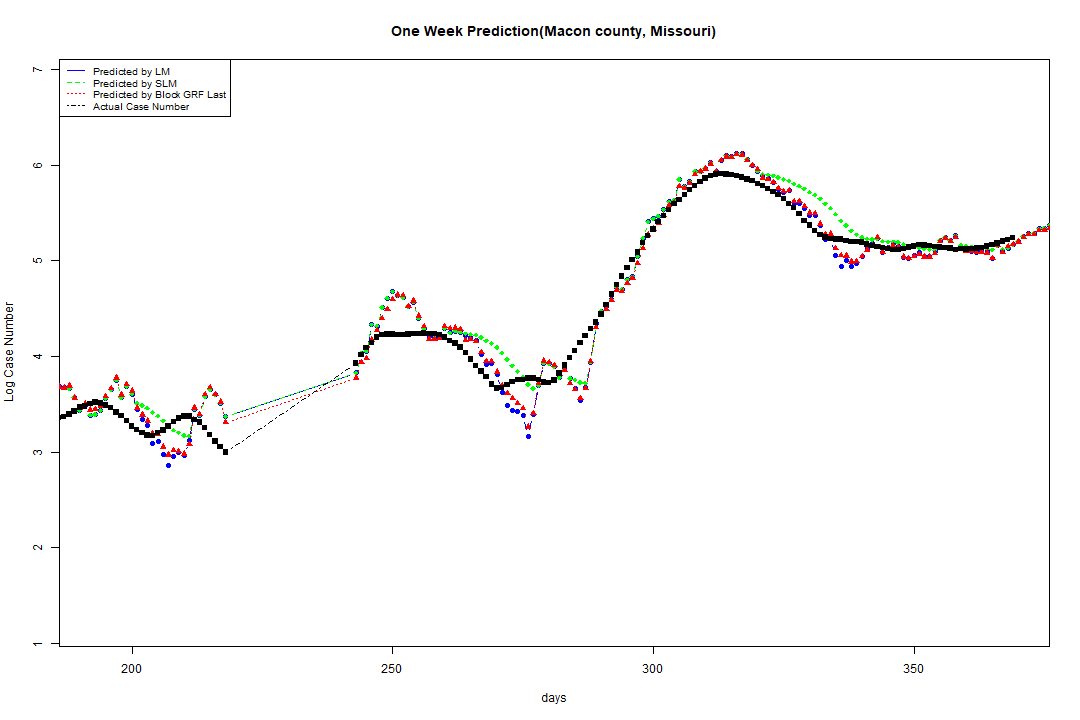 One Week Prediction(Macon county, Missouri)
Predicted by LM
Predicted by SLM
Predicted by Block GRF Last
Actual Case Number
7
6
5
4
3
2
1
Log Case Number
200 250 300 350
days